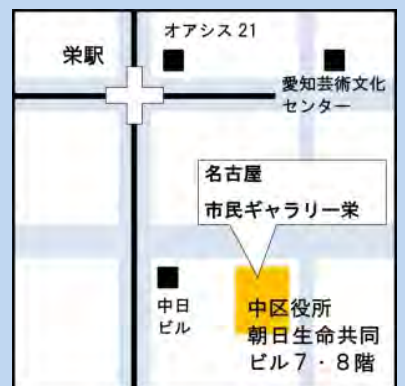 オアシス21
栄駅
愛知芸術文化
センター
名古屋
市民ギャラリー栄
中日
ビル
中区役所
朝日生命共同
ビル7・8階